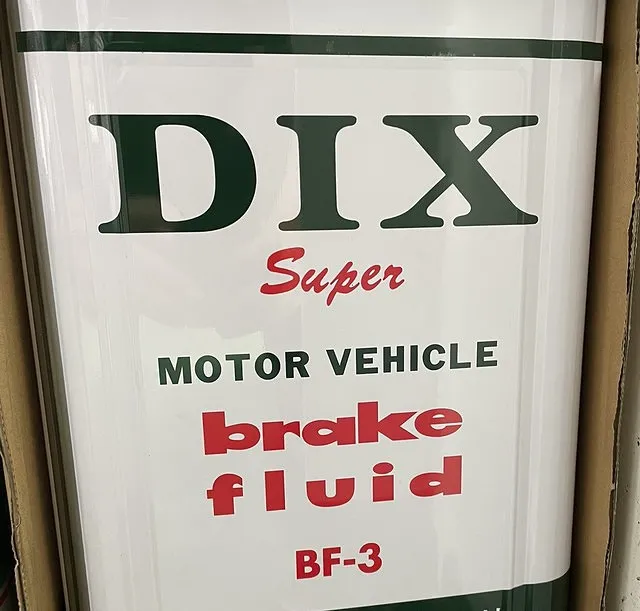 DIX
Super
MOTOR VEHICLE
brake
fluid
BF-3